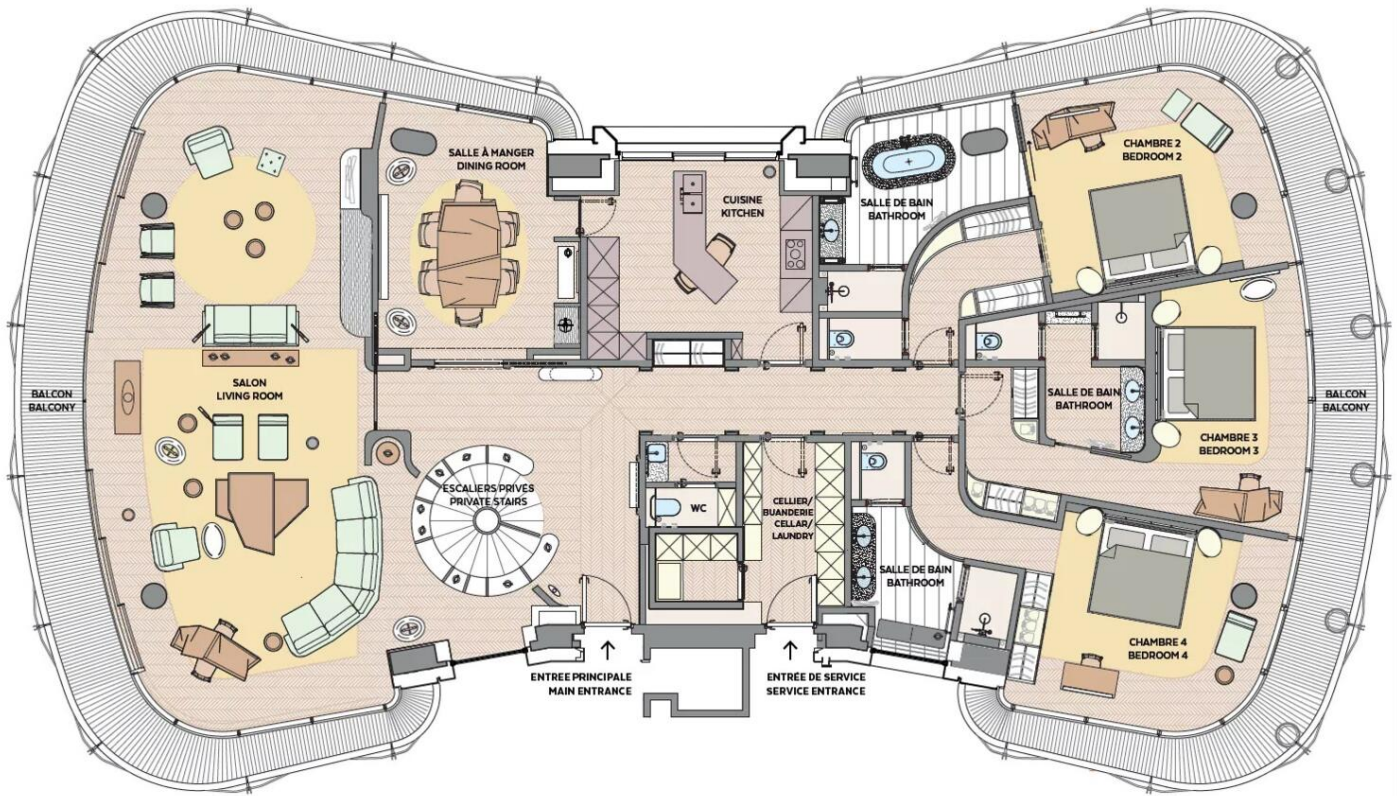 SALLE À MANGER
DINING ROOM
CUISINE
KITCHEN
SALLE DE BAIN
BATHROOM
CHAMBRE 2
BEDROOM 2
SALON
LIVING ROOM
BALCON
BALCONY
SALLE DE BAIN
BATHROOM
BALCON
BALCONY
CHAMBRE 3
BEDROOM 3
ESCALIERS PRIVÉS
PRIVATE STAIRS
WC
CELLIER/
BUANDERIE
CELLAR/
LAUNDRY
SALLE DE BAIN
BATHROOM
CHAMBRE 4
BEDROOM 4
ENTREE PRINCIPALE
MAIN ENTRANCE
ENTRÉE DE SERVICE
SERVICE ENTRANCE